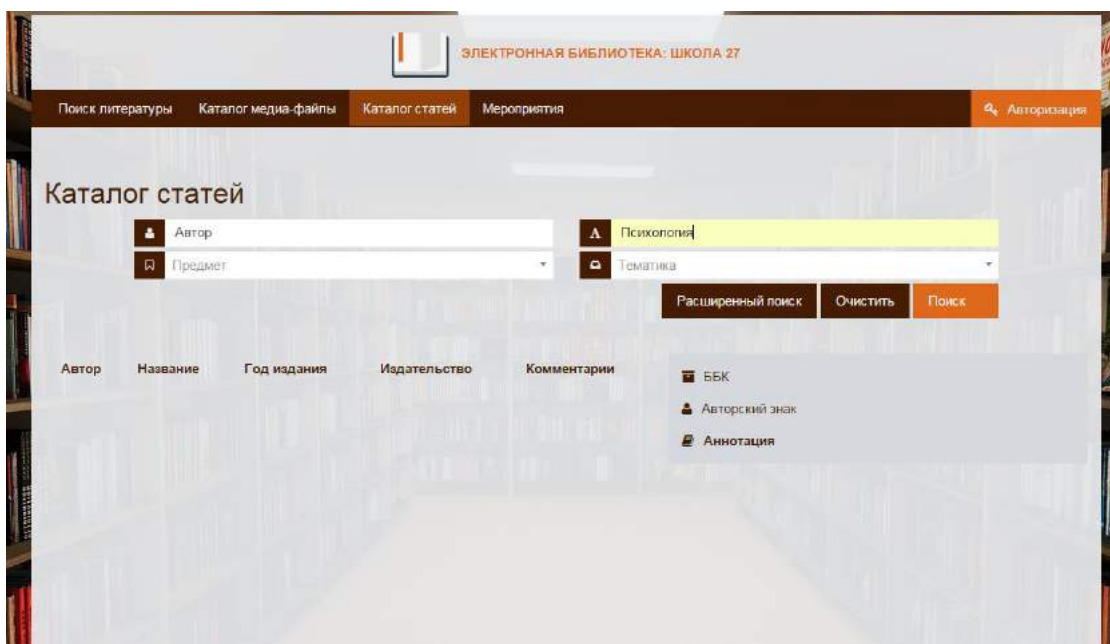 ЭЛЕКТРОННАЯ БИБЛИОТЕКА: ШКОЛА 27
Поиск литературы Каталог медиа-файлы Каталог статей Мероприятия Авторизация
Каталог статей
Автор A Психология
Предмет Тематика
Расширенный поиск Очистить Поиск
Автор Название Год издания Издательство Комментарии
ББК
Авторский знак
Аннотация